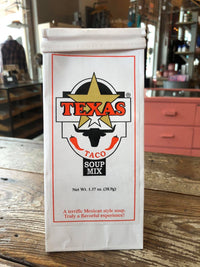 TEXAS®
TACO
SOUP
MIX
Net Wt. 1.37 oz. (38.9g)
A terrific Mexican style soup.
Truly a flavorful experience!